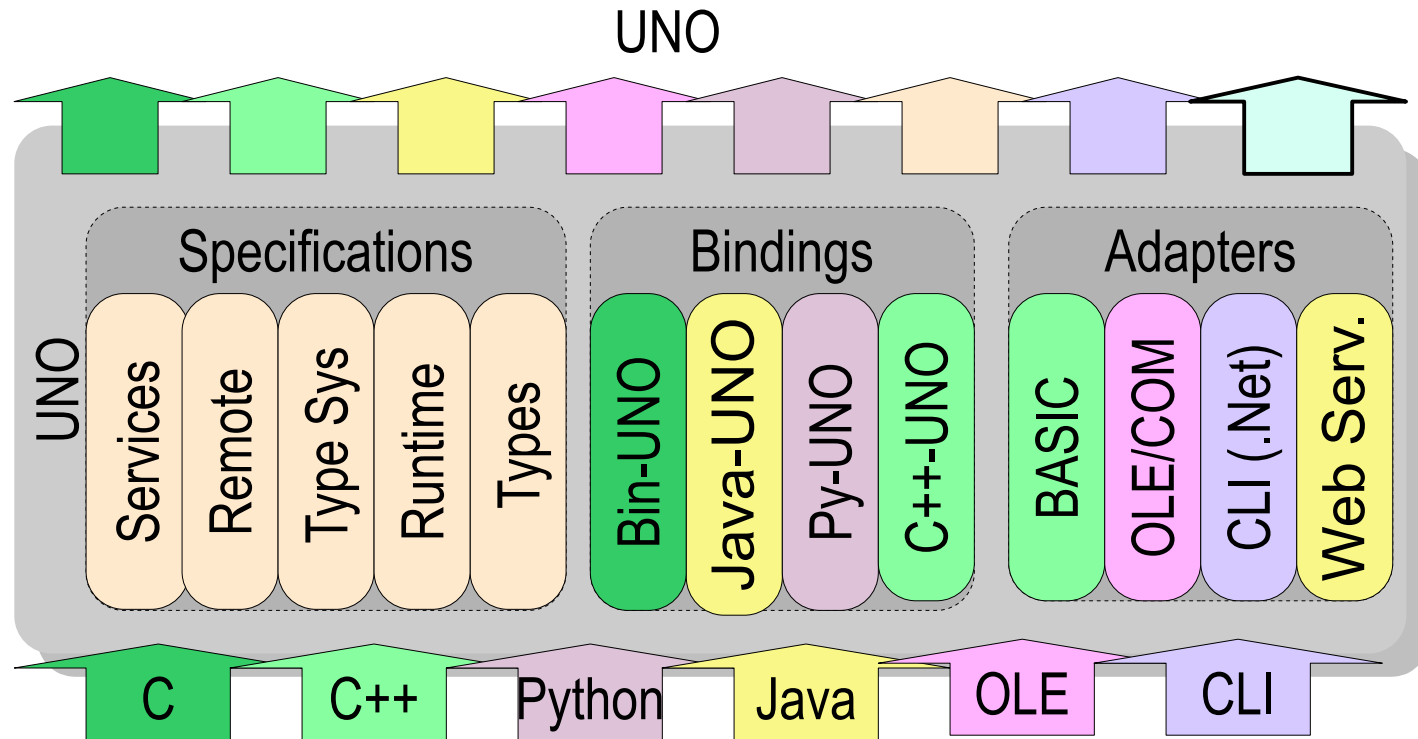 UNO
Specifications
Bindings
Adapters
UNO
Services
Remote
Type Sys
Runtime
Types
Bin-UNO
Java-UNO
Py-UNO
C++-UNO
BASIC
OLE/COM
CLI (.Net)
Web Serv.
C
C++
Python
Java
OLE
CLI